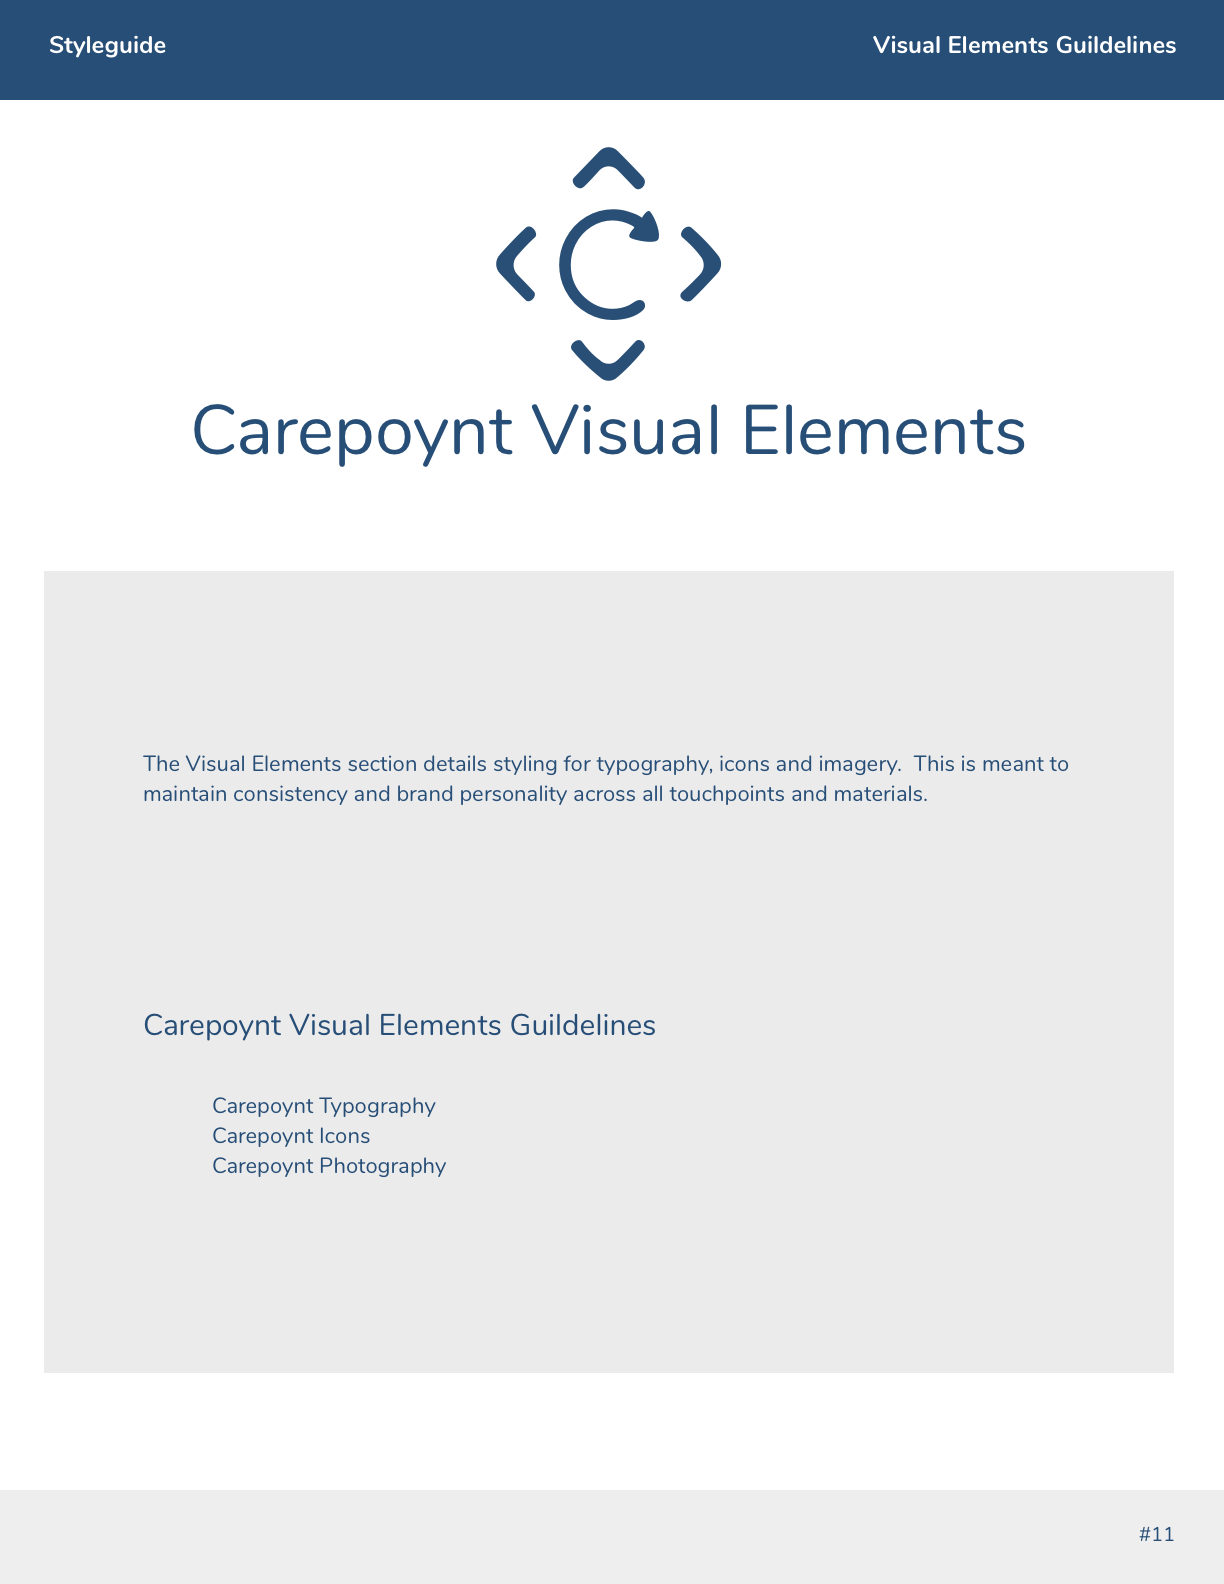 Styleguide
Visual Elements Guildelines
Carepoynt Visual Elements
The Visual Elements section details styling for typography, icons and imagery.  This is meant to
maintain consistency and brand personality across all touchpoints and materials.
Carepoynt Visual Elements Guildelines
Carepoynt Typography
Carepoynt Icons
Carepoynt Photography
#11